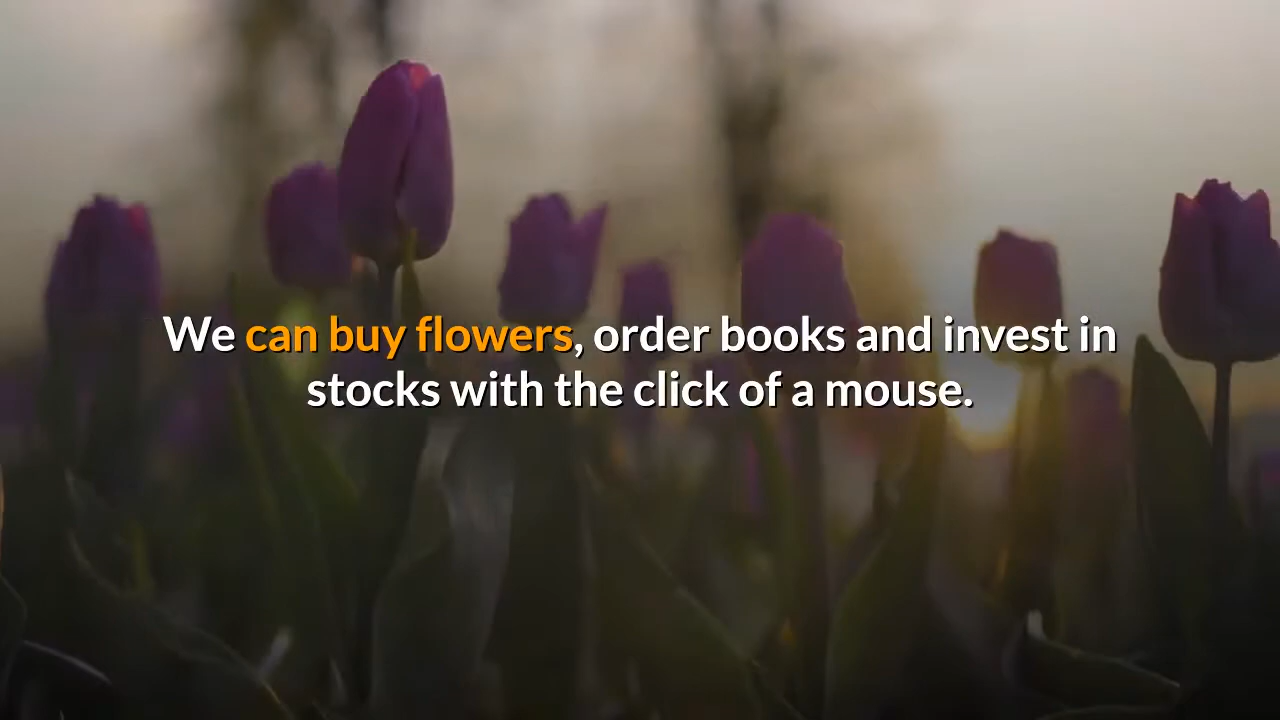 We can buy flowers, order books and invest in
stocks with the click of a mouse.